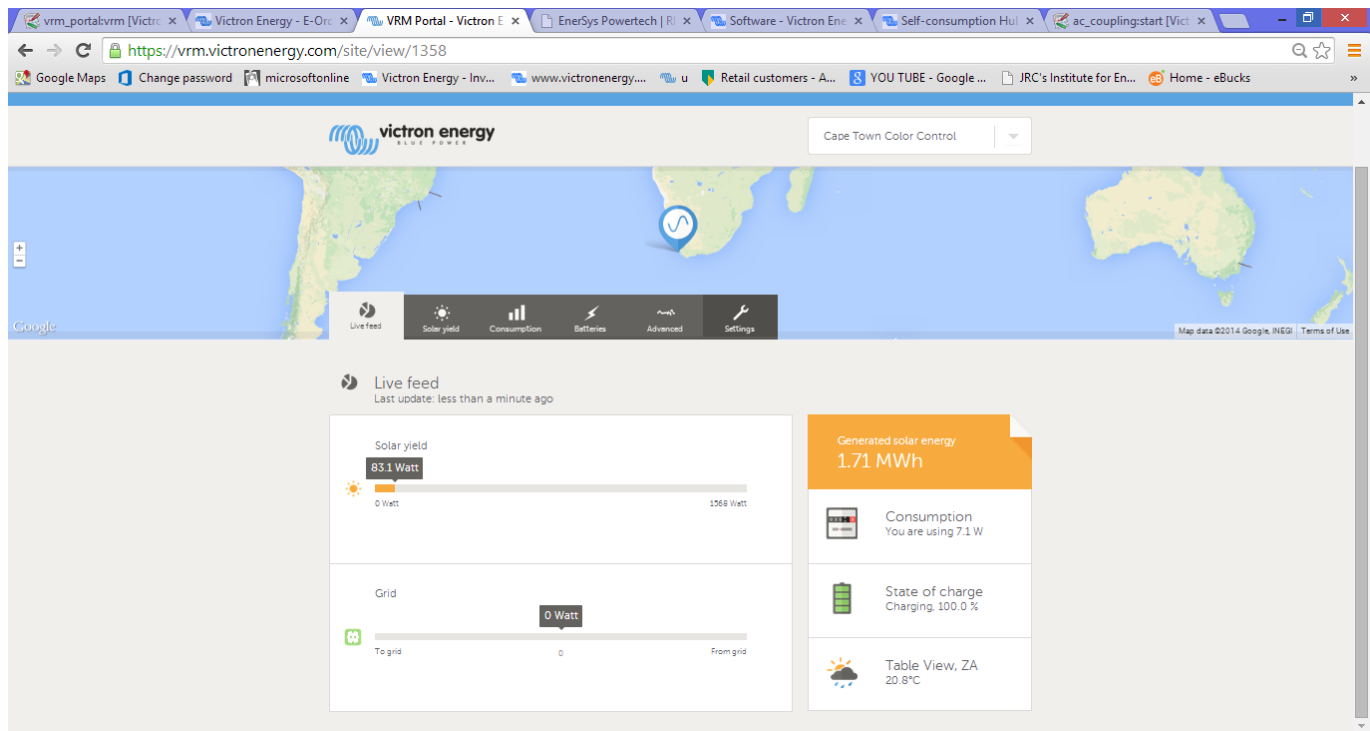 vrm_portal:vrm [Victro
Victron Energy - E-Orc
VRM Portal - Victron E
EnerSys Powertech | RI
Software - Victron Ene
Self-consumption Hul
ac_coupling:start [Vict
https://vrm.victronenergy.com/site/view/1358
Google Maps
Change password
microsoftonline
Victron Energy - Inv...
www.victronenergy....
u
Retail customers - A...
YOU TUBE - Google ...
JRC's Institute for En...
Home - eBucks
»
victron energy
BLUE POWER
Cape Town Color Control
+
-
Google
Live feed
Solar yield
Consumption
Batteries
Advanced
Settings
Map data ©2014 Google, INEGI
Terms of Use
Live feed
Last update: less than a minute ago
Solar yield
83.1 Watt
0 Watt
1568 Watt
Grid
0 Watt
To grid
0
From grid
Generated solar energy
1.71 MWh
Consumption
You are using 7.1 W
State of charge
Charging, 100.0 %
Table View, ZA
20.8°C